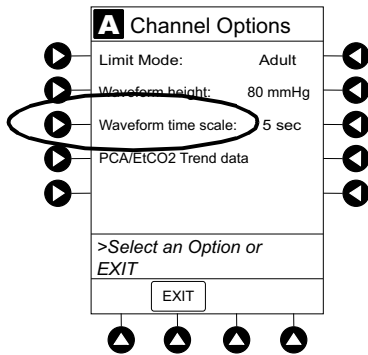 A Channel Options
Limit Mode: Adult
Waveform height: 80 mmHg
Waveform time scale: 5 sec
PCA/EtCO2 Trend data
>Select an Option or
EXIT
EXIT